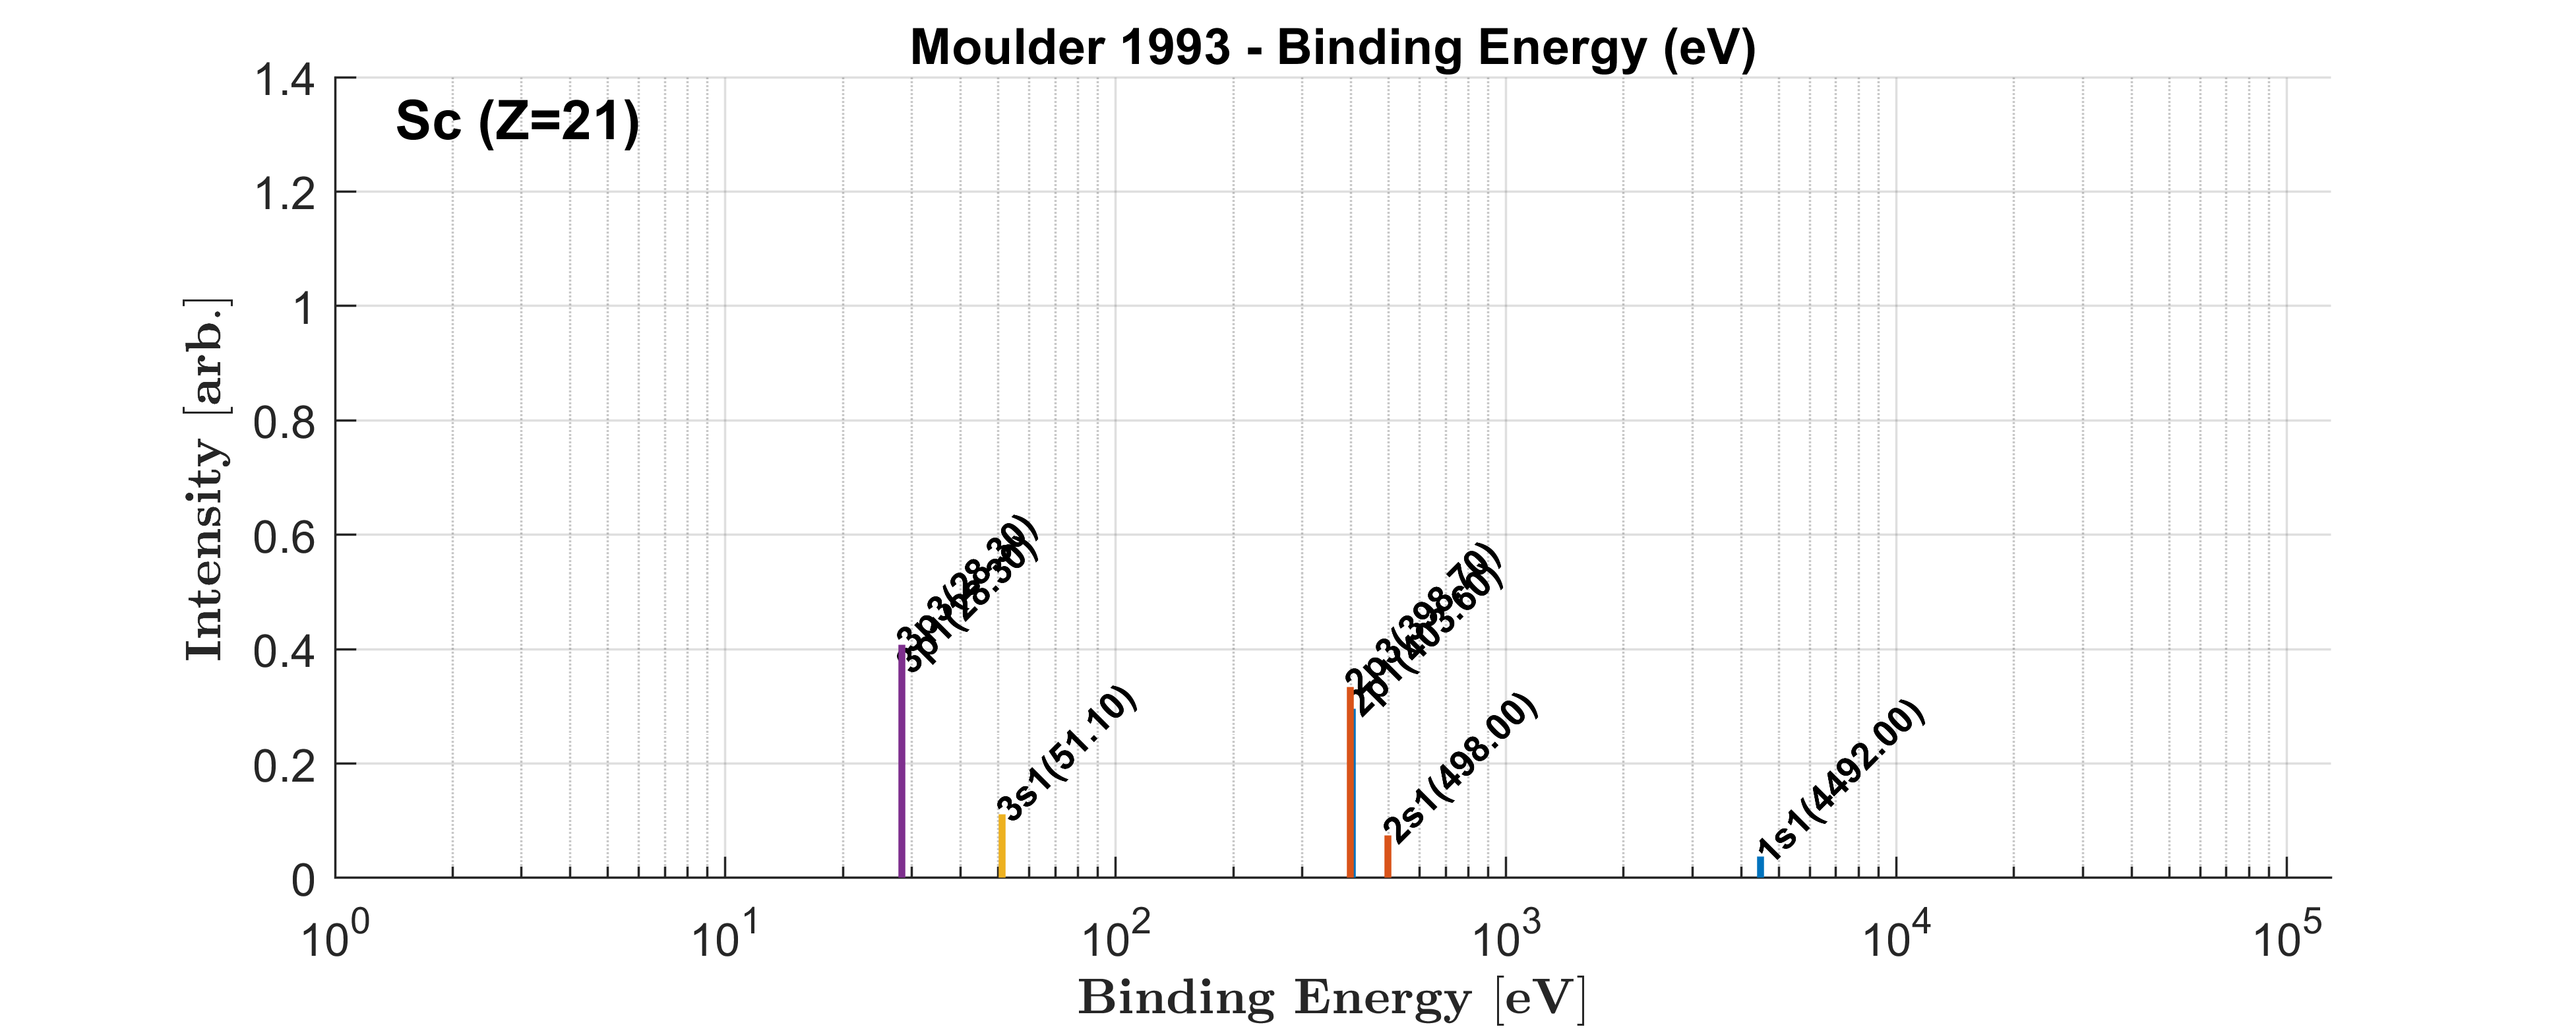 Moulder 1993 - Binding Energy (eV)
Sc (Z=21)
1.4
1.2
1
0.8
0.6
0.4
0.2
0
Intensity [arb.]
3p3(28.30)
3p1(28.30)
3s1(51.10)
2p3(398.70)
2p1(403.60)
2s1(498.00)
1s1(4492.00)
10^0 10^1 10^2 10^3 10^4 10^5
Binding Energy [eV]